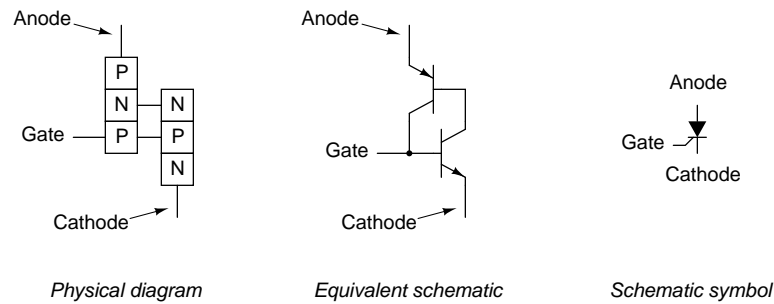 Anode
P
N N
Gate P P
N
Cathode
Physical diagram
Anode
Gate
Cathode
Equivalent schematic
Anode
Gate
Cathode
Schematic symbol